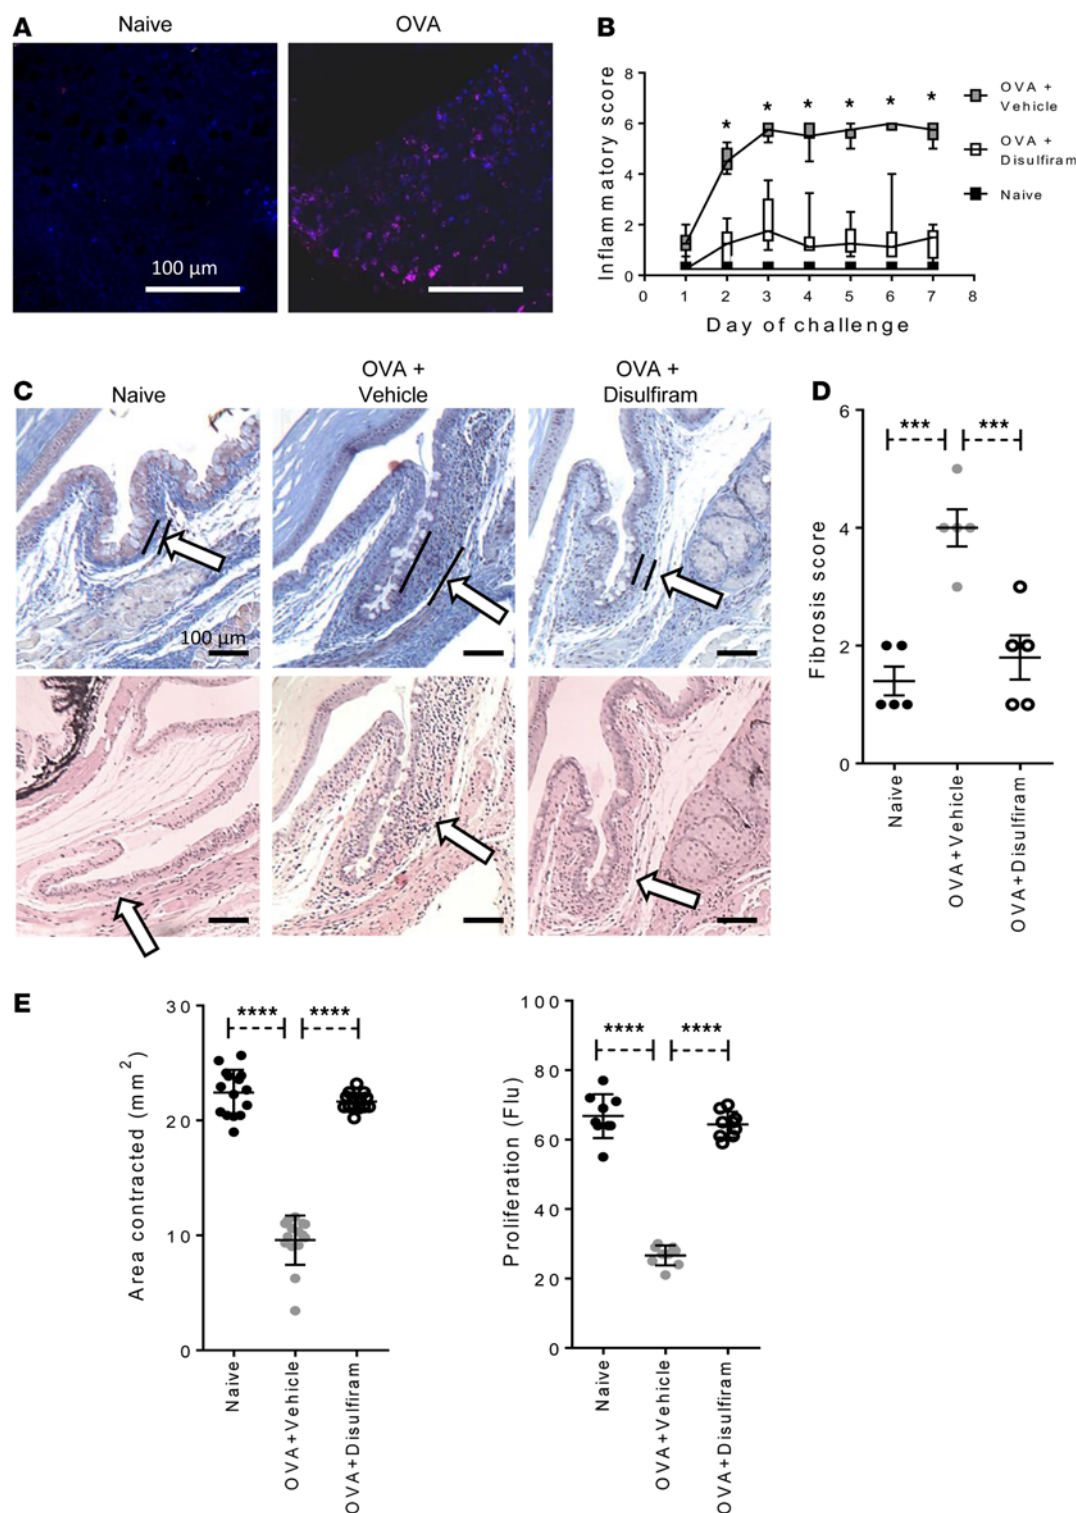 A
Naive
OVA
100 µm
B
Inflammatory score
8
6
4
2
0
0
1
2
3
4
5
6
7
8
*
*
*
*
*
*
Day of challenge
OVA +
Vehicle
OVA +
Disulfiram
Naive
C
Naive
OVA +
Vehicle
OVA +
Disulfiram
100 µm
D
Fibrosis score
6
4
2
0
***
***
Naive
OVA+Vehicle
OVA+Disulfiram
E
Area contracted (mm²)
30
20
10
0
****
****
Naive
OVA+Vehicle
OVA+Disulfiram
Proliferation (Flu)
100
80
60
40
20
0
****
****
Naive
OVA+Vehicle
OVA+Disulfiram